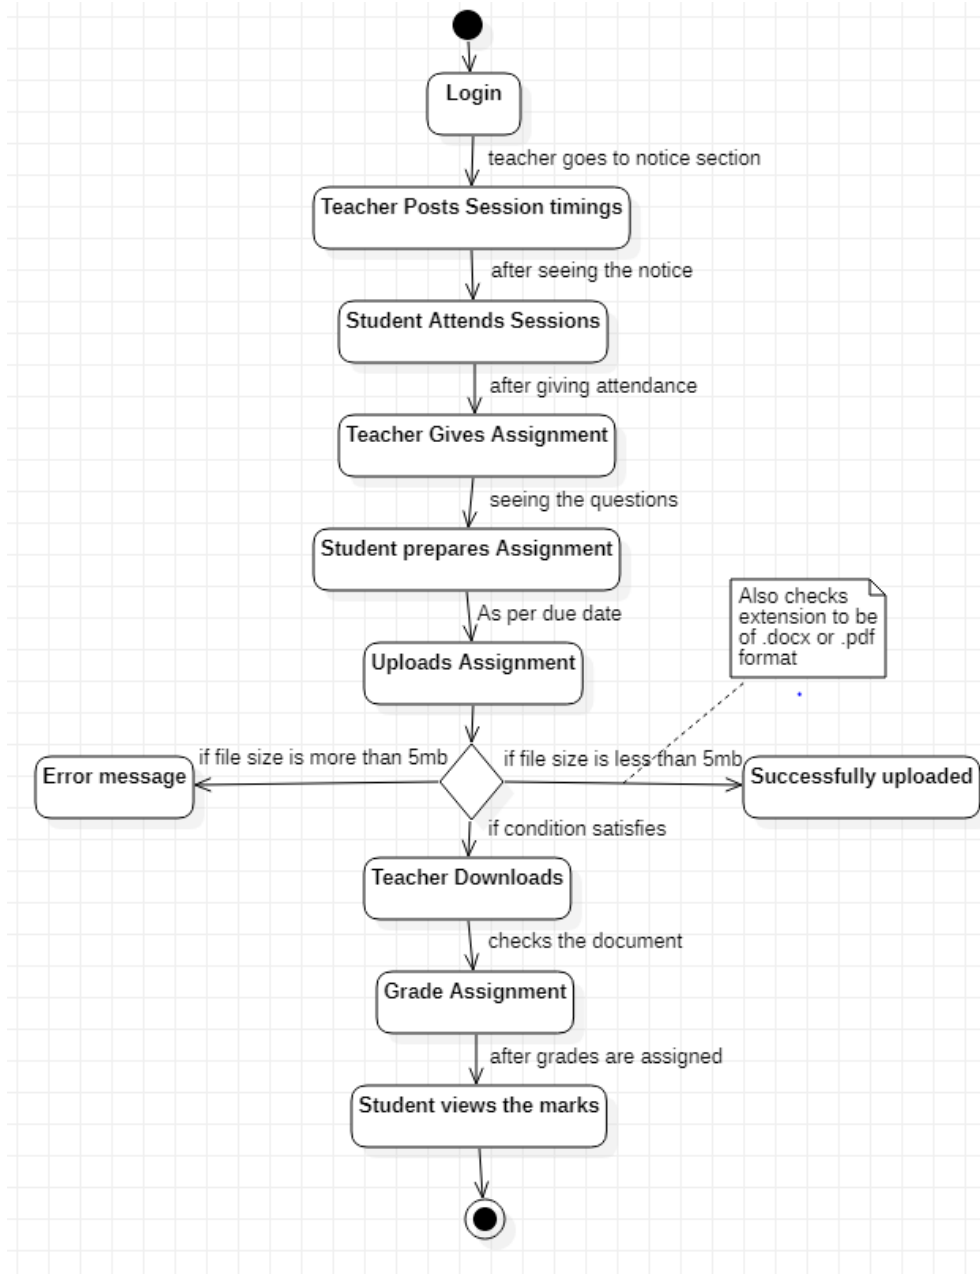 Login
teacher goes to notice section
Teacher Posts Session timings
after seeing the notice
Student Attends Sessions
after giving attendance
Teacher Gives Assignment
seeing the questions
Student prepares Assignment
As per due date
Uploads Assignment
Also checks
extension to be
of .docx or .pdf
format
if file size is more than 5mb
if file size is less than 5mb
Error message
Successfully uploaded
if condition satisfies
Teacher Downloads
checks the document
Grade Assignment
after grades are assigned
Student views the marks